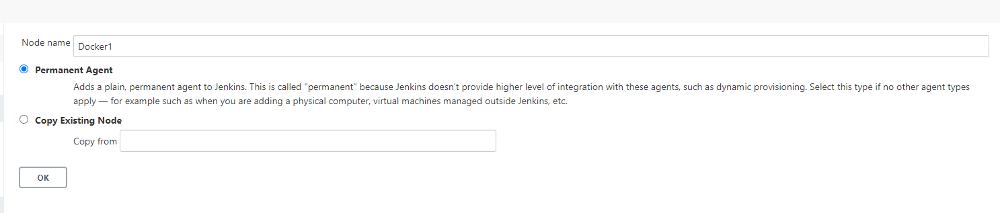 Node name Docker1
Permanent Agent
Adds a plain, permanent agent to Jenkins. This is called "permanent" because Jenkins doesn't provide higher level of integration with these agents, such as dynamic provisioning. Select this type if no other agent types
apply — for example such as when you are adding a physical computer, virtual machines managed outside Jenkins, etc.
Copy Existing Node
Copy from
OK